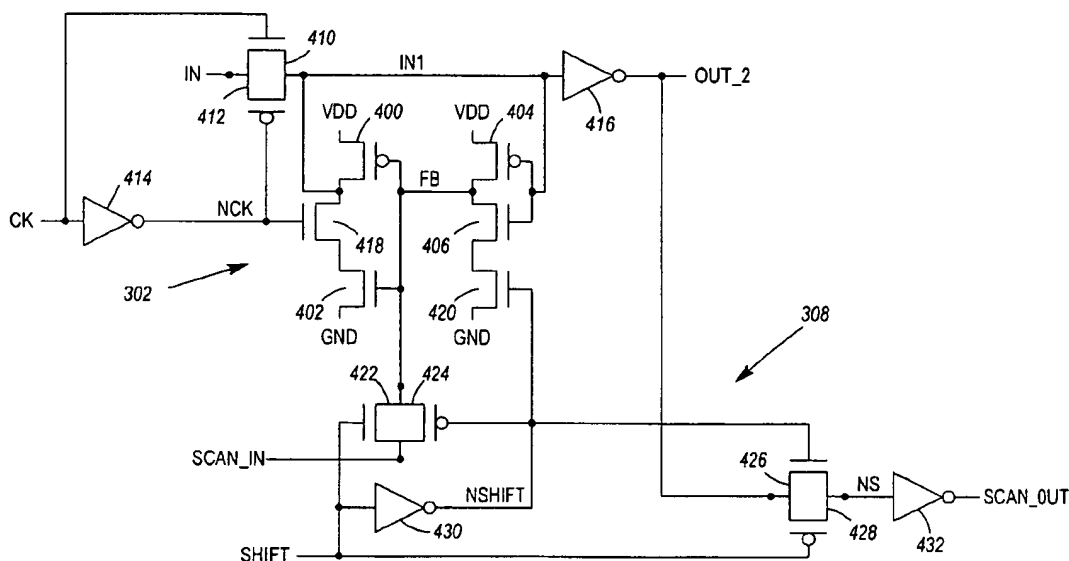 410
IN
IN1
OUT_2
412
416
VDD
400
VDD
404
414
FB
CK
NCK
418
406
302
402
420
308
GND
GND
422
424
SCAN_IN
426
NS
SCAN_OUT
NSHIFT
428
432
430
SHIFT